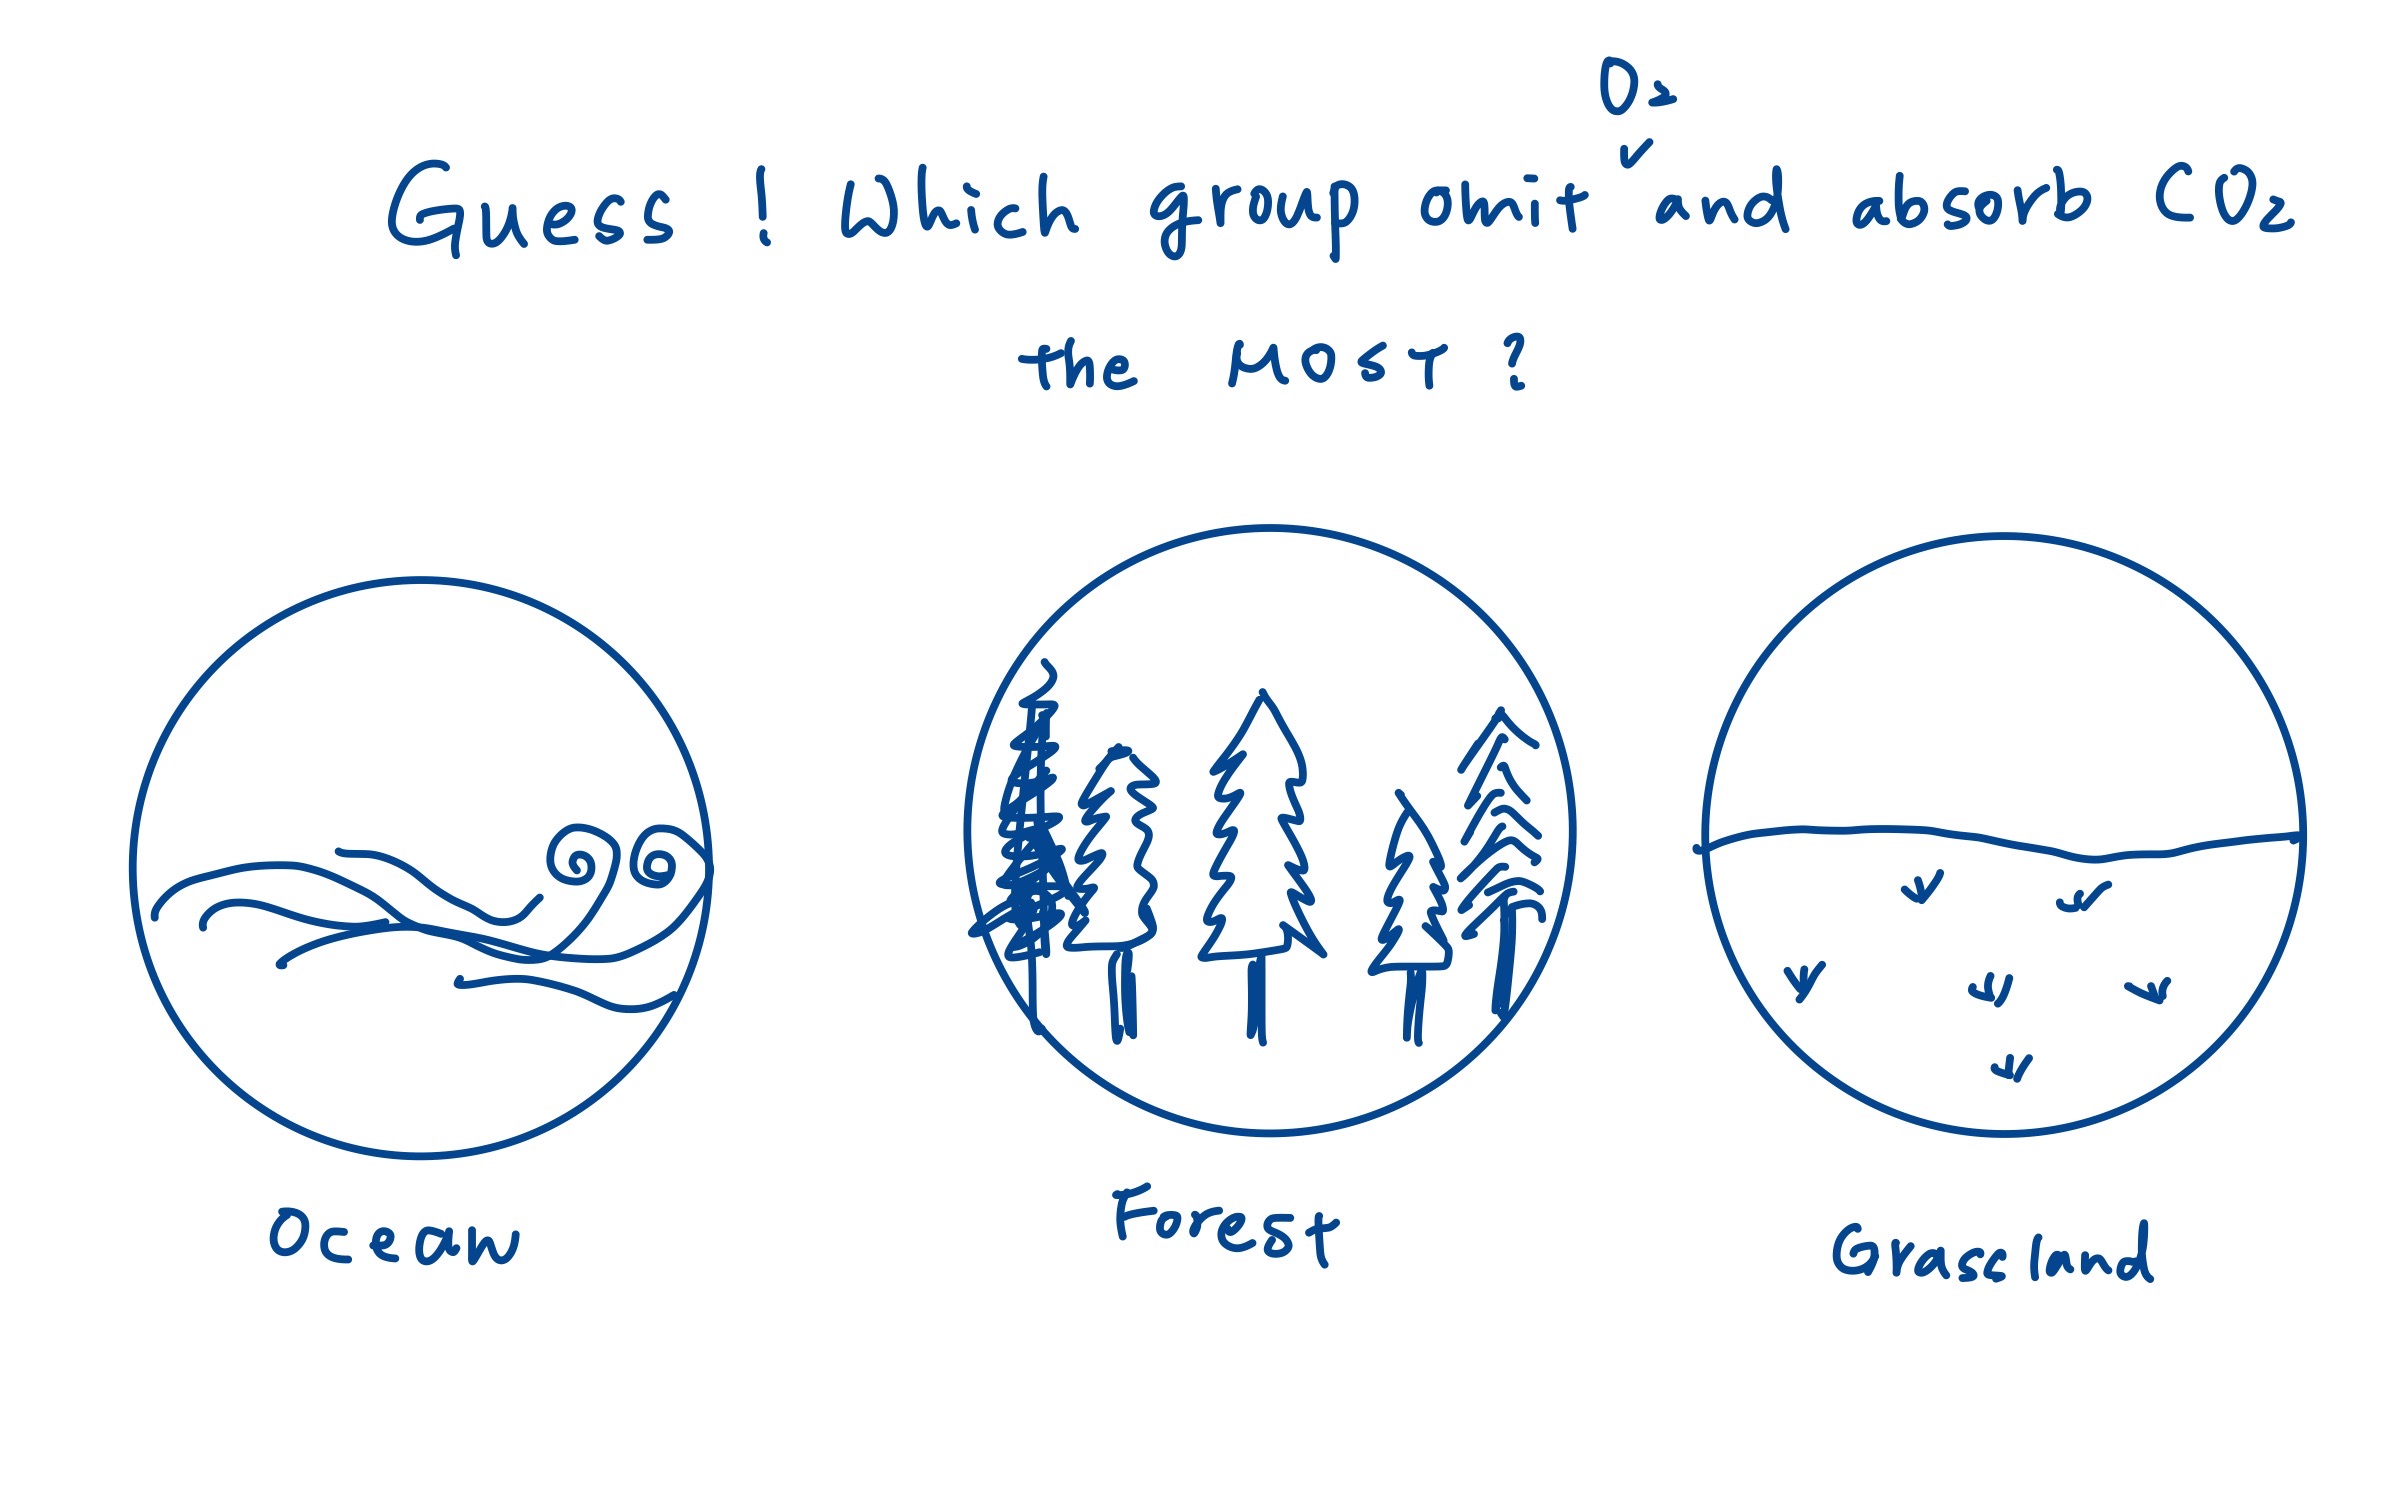 O₂
Guess ! Which group omit ✓ and absorb CO₂
the MOST ?
Ocean
Forest
Grassland